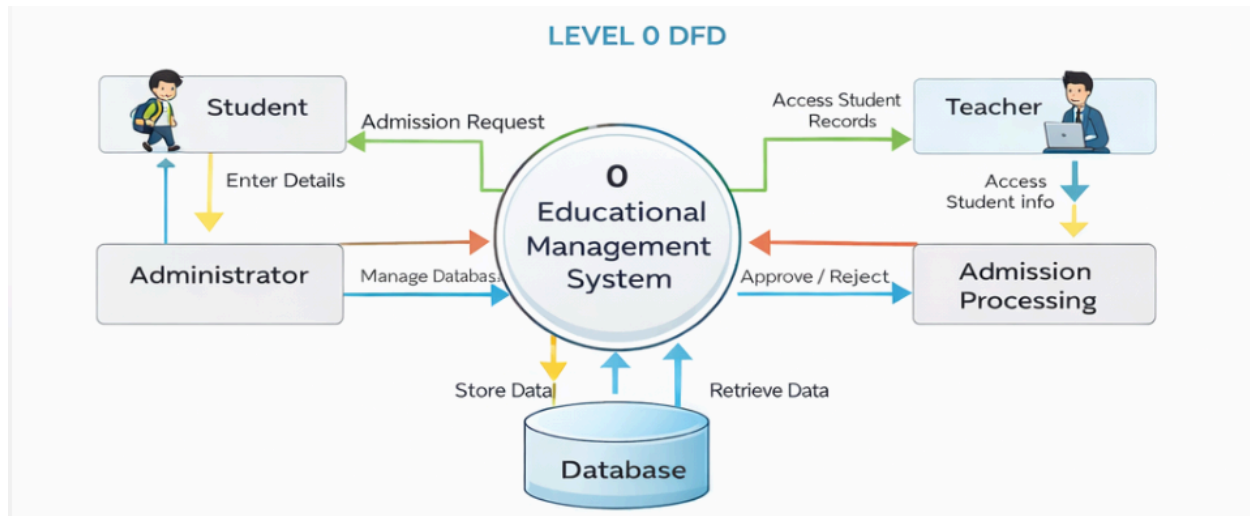 LEVEL 0 DFD
Student
Admission Request
Enter Details
Access Student
Records
Teacher
Access
Student info
0
Educational
Management
System
Administrator
Manage Databas
Approve / Reject
Admission
Processing
Store Data
Retrieve Data
Database